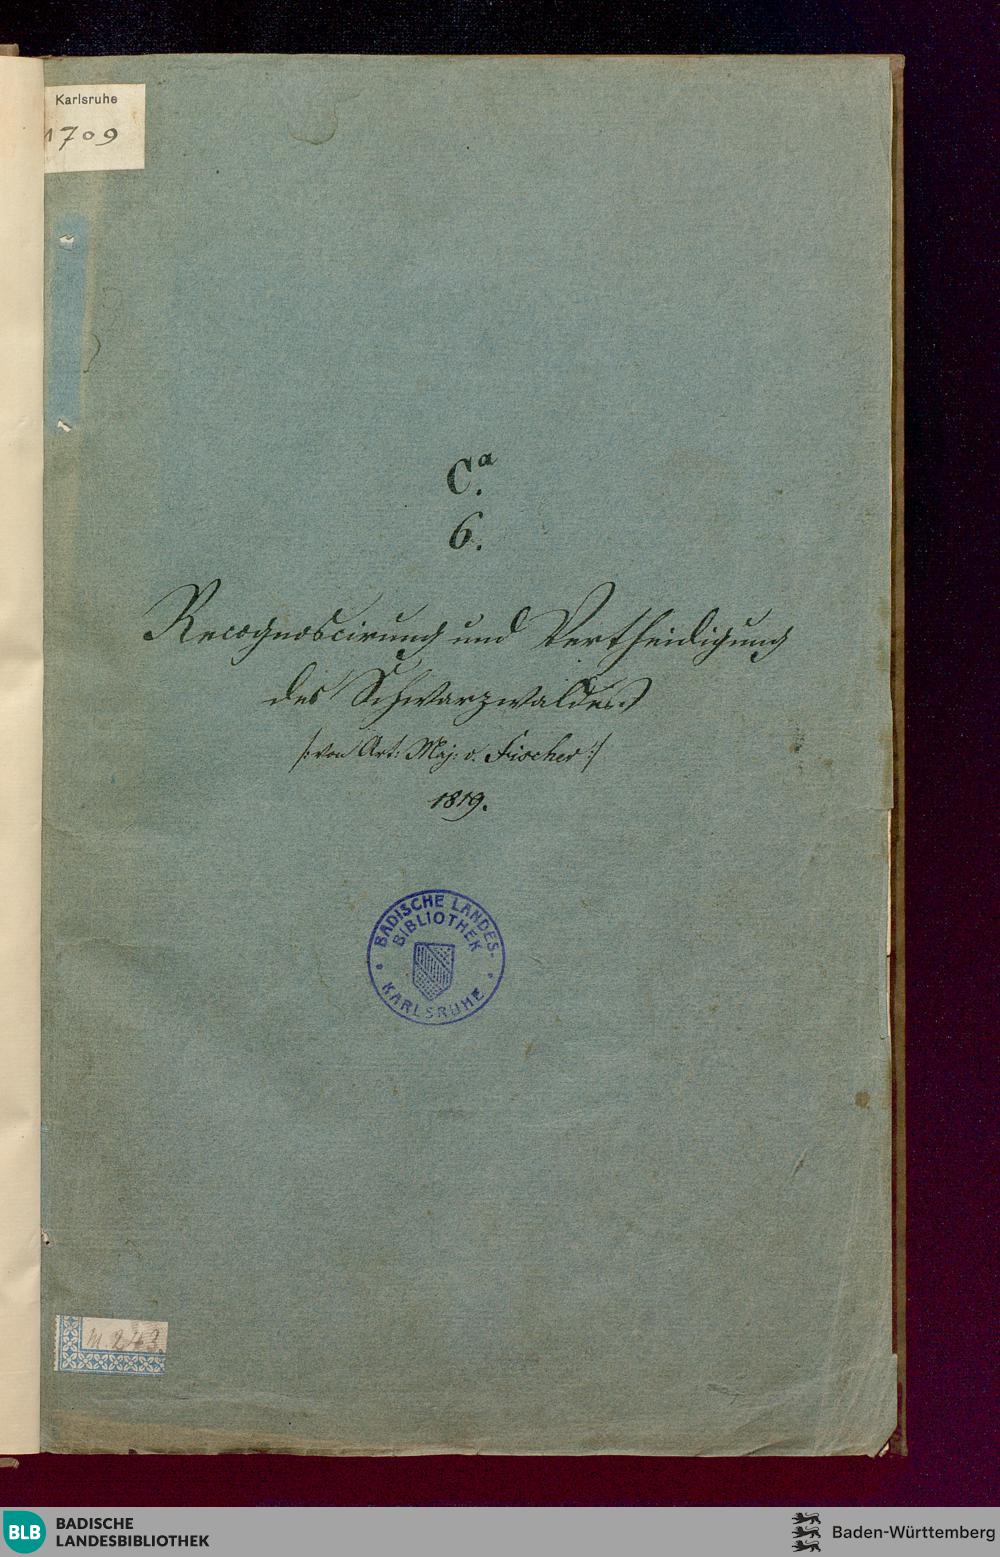 Karlsruhe
1709
C.a
6.
Recognoscirung und Vertheidigung
des Schwarzwaldes
/: von Art: Maj: v. Fischer :/
1819.
BADISCHE LANDES-
BIBLIOTHEK
KARLSRUHE
M 243.
BLB
BADISCHE
LANDESBIBLIOTHEK
Baden-Württemberg